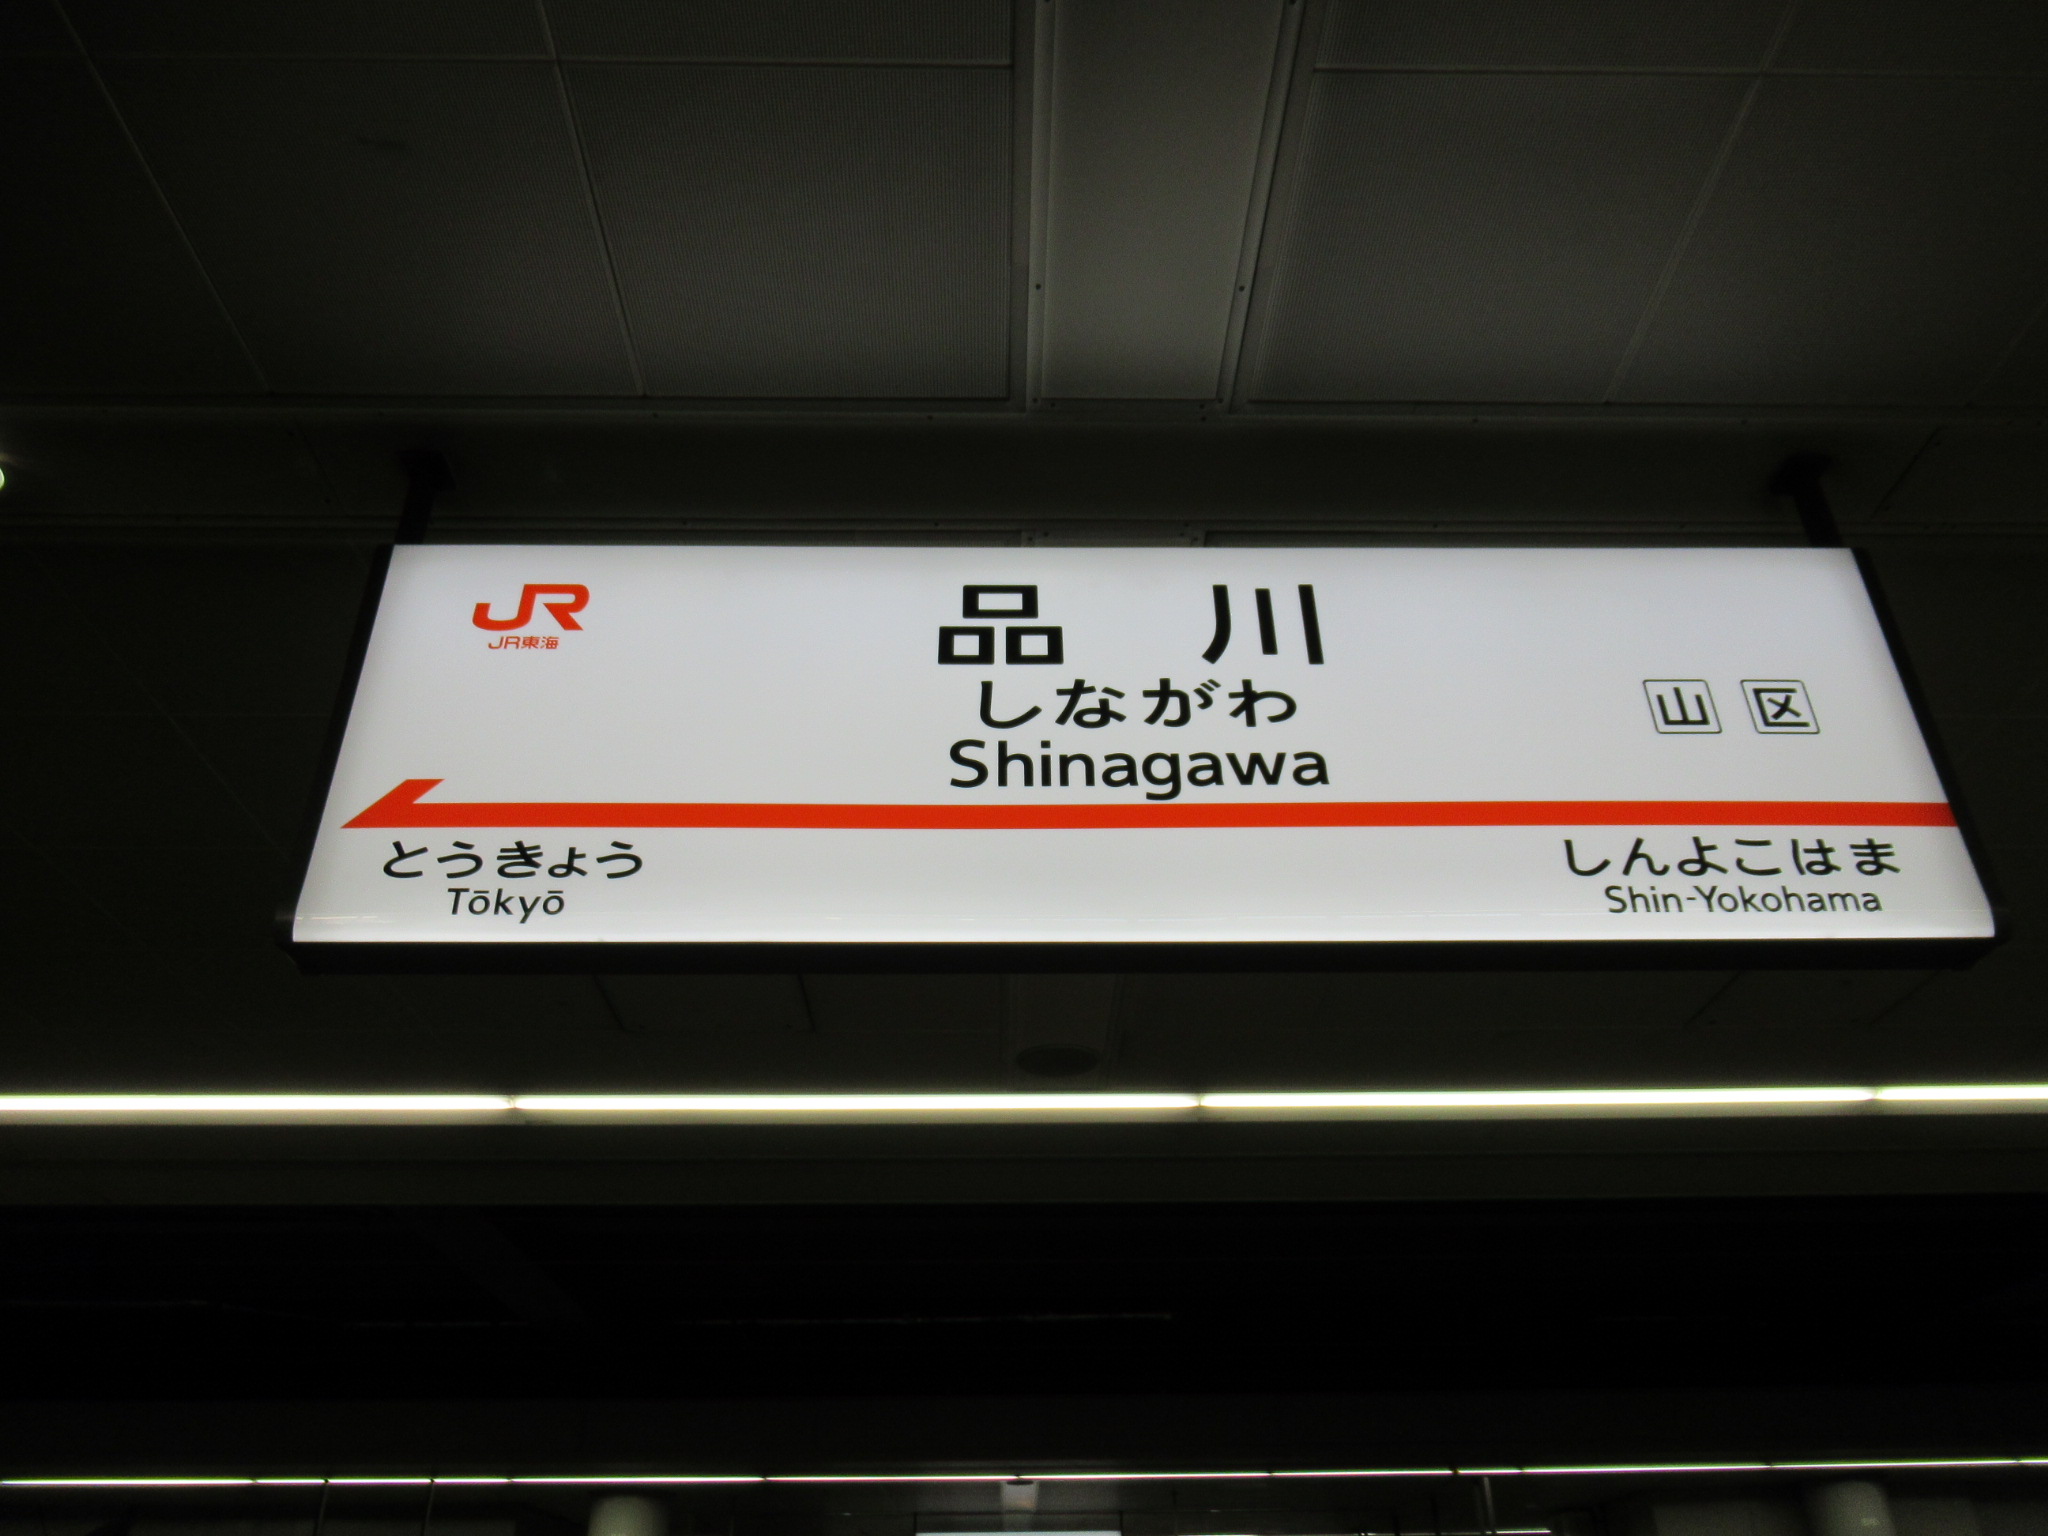 JR
JR東海
品川
しながわ
Shinagawa
山 区
とうきょう
Tōkyō
しんよこはま
Shin-Yokohama